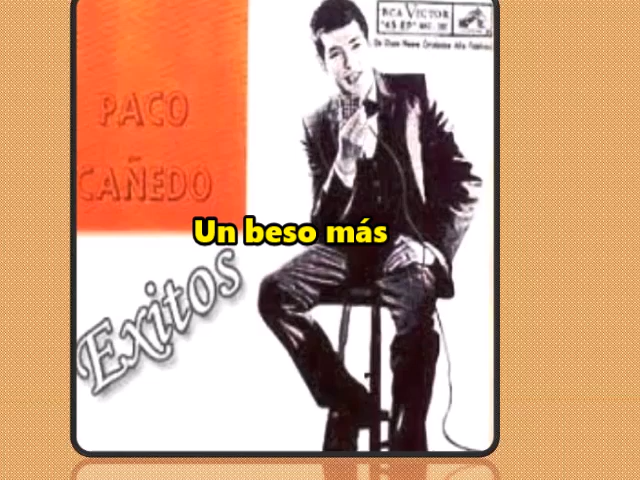 RCA VICTOR
PACO
CAÑEDO
Un beso más
Exitos